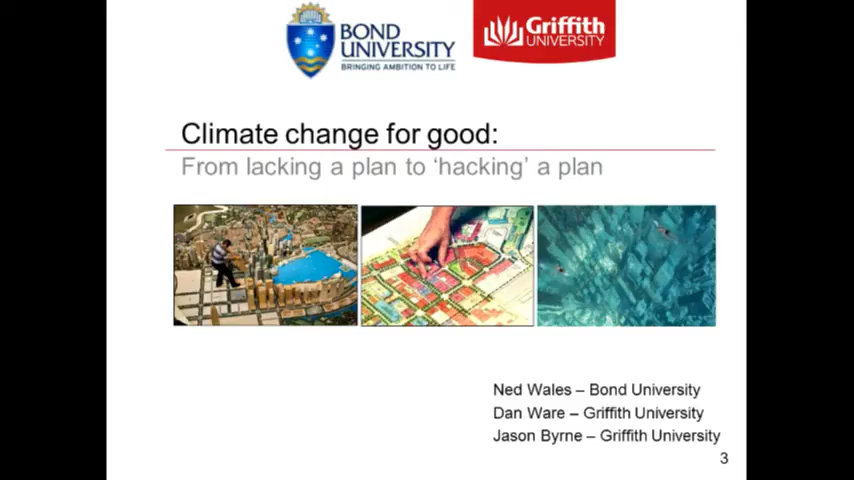 BOND
UNIVERSITY
BRINGING AMBITION TO LIFE
Griffith
UNIVERSITY
Climate change for good:
From lacking a plan to ‘hacking’ a plan
Ned Wales – Bond University
Dan Ware – Griffith University
Jason Byrne – Griffith University
3